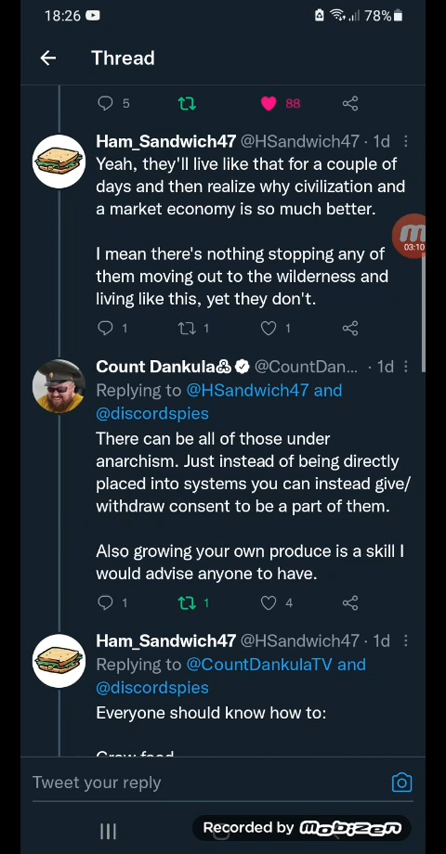 18:26 78%
Thread
5 88
Ham_Sandwich47 @HSandwich47 · 1d
Yeah, they'll live like that for a couple of
days and then realize why civilization and
a market economy is so much better.
03:10
I mean there's nothing stopping any of
them moving out to the wilderness and
living like this, yet they don't.
1 1 1
Count Dankula @CountDan... · 1d
Replying to @HSandwich47 and
@discordspies
There can be all of those under
anarchism. Just instead of being directly
placed into systems you can instead give/
withdraw consent to be a part of them.
Also growing your own produce is a skill I
would advise anyone to have.
1 1 4
Ham_Sandwich47 @HSandwich47 · 1d
Replying to @CountDankulaTV and
@discordspies
Everyone should know how to:
Grow food
Tweet your reply
Recorded by mobizen